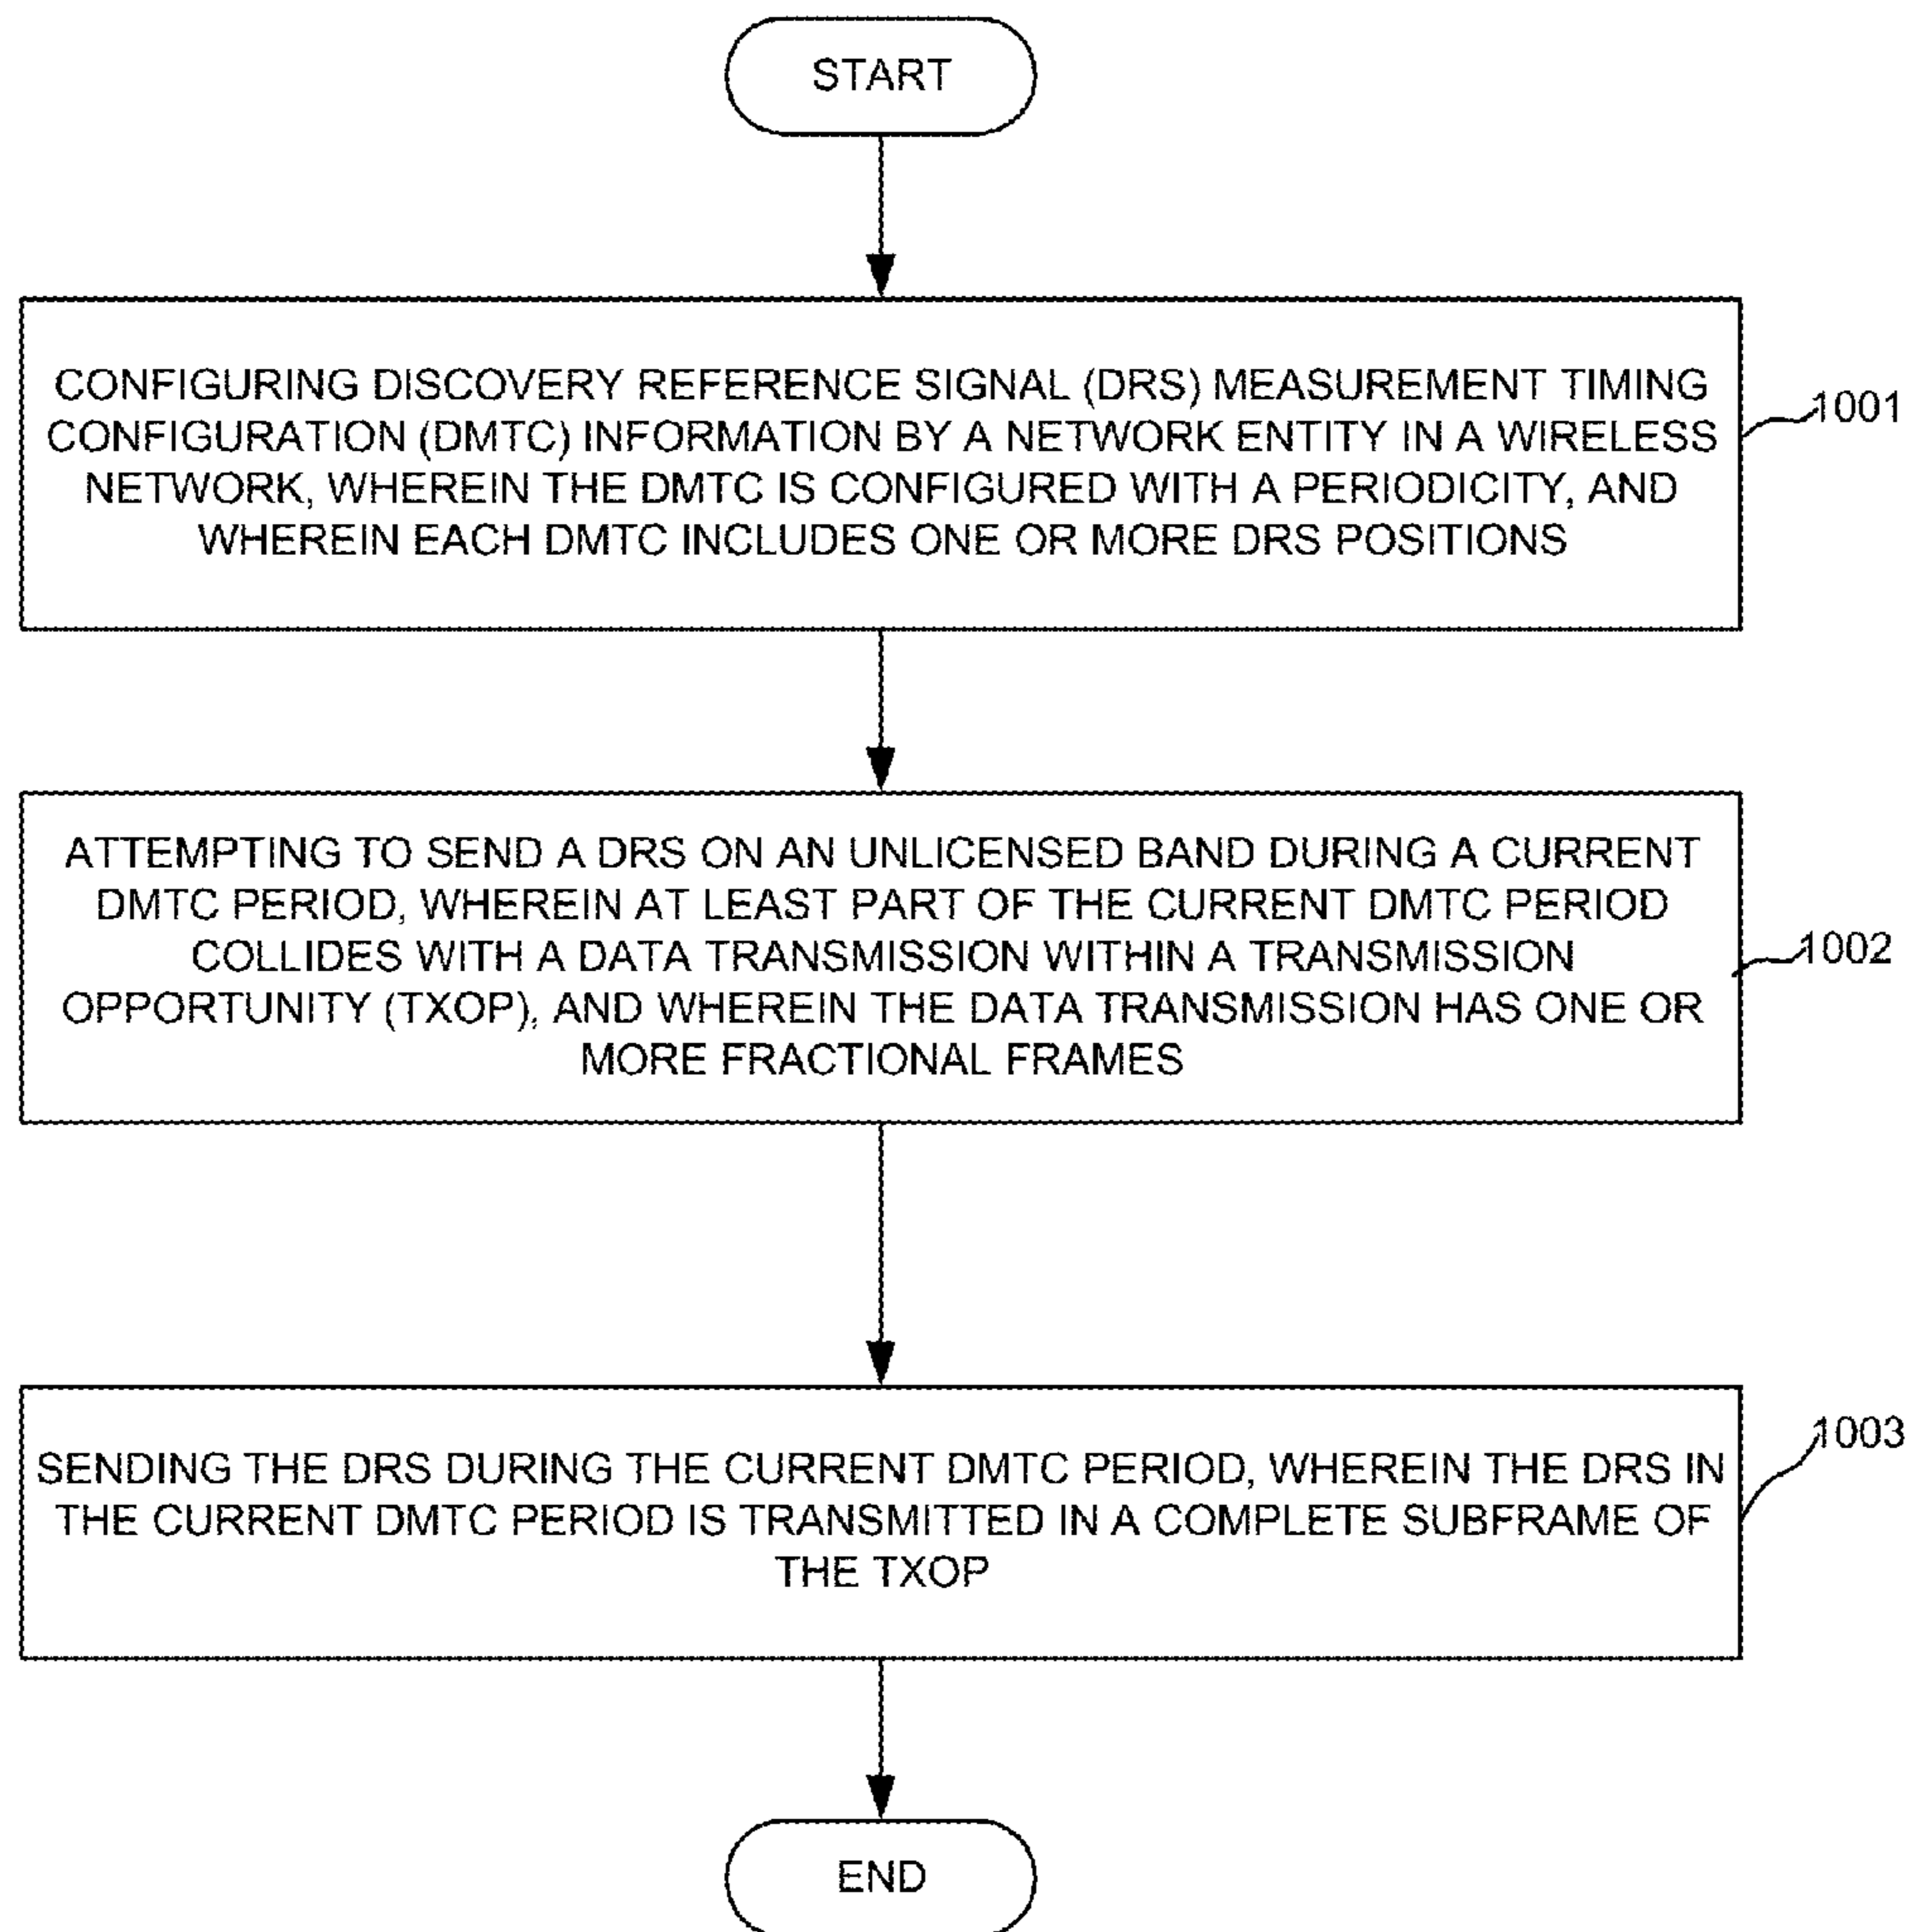 START
CONFIGURING DISCOVERY REFERENCE SIGNAL (DRS) MEASUREMENT TIMING
CONFIGURATION (DMTC) INFORMATION BY A NETWORK ENTITY IN A WIRELESS
NETWORK, WHEREIN THE DMTC IS CONFIGURED WITH A PERIODICITY, AND
WHEREIN EACH DMTC INCLUDES ONE OR MORE DRS POSITIONS
1001
ATTEMPTING TO SEND A DRS ON AN UNLICENSED BAND DURING A CURRENT
DMTC PERIOD, WHEREIN AT LEAST PART OF THE CURRENT DMTC PERIOD
COLLIDES WITH A DATA TRANSMISSION WITHIN A TRANSMISSION
OPPORTUNITY (TXOP), AND WHEREIN THE DATA TRANSMISSION HAS ONE OR
MORE FRACTIONAL FRAMES
1002
SENDING THE DRS DURING THE CURRENT DMTC PERIOD, WHEREIN THE DRS IN
THE CURRENT DMTC PERIOD IS TRANSMITTED IN A COMPLETE SUBFRAME OF
THE TXOP
1003
END